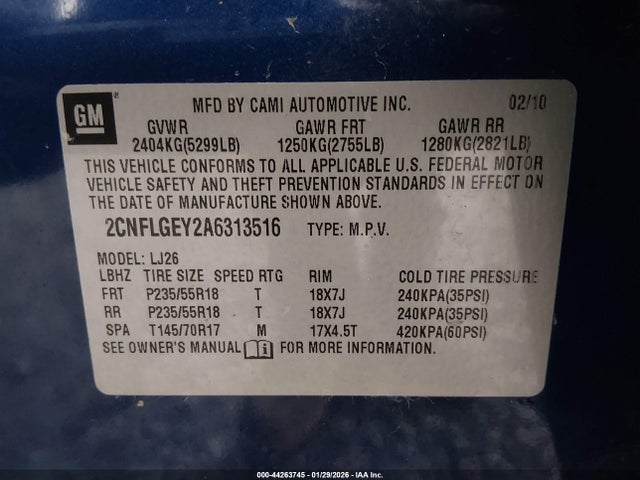 GM ®
MFD BY CAMI AUTOMOTIVE INC. 02/10
GVWR GAWR FRT GAWR RR
2404KG(5299LB) 1250KG(2755LB) 1280KG(2821LB)
THIS VEHICLE CONFORMS TO ALL APPLICABLE U.S. FEDERAL MOTOR
VEHICLE SAFETY AND THEFT PREVENTION STANDARDS IN EFFECT ON
THE DATE OF MANUFACTURE SHOWN ABOVE.
2CNFLGEY2A6313516 TYPE: M.P.V.
MODEL: LJ26
LBHZ TIRE SIZE SPEED RTG RIM COLD TIRE PRESSURE
FRT P235/55R18 T 18X7J 240KPA(35PSI)
RR P235/55R18 T 18X7J 240KPA(35PSI)
SPA T145/70R17 M 17X4.5T 420KPA(60PSI)
SEE OWNER'S MANUAL FOR MORE INFORMATION.
000-44263745 - 01/29/2026 - IAA Inc.